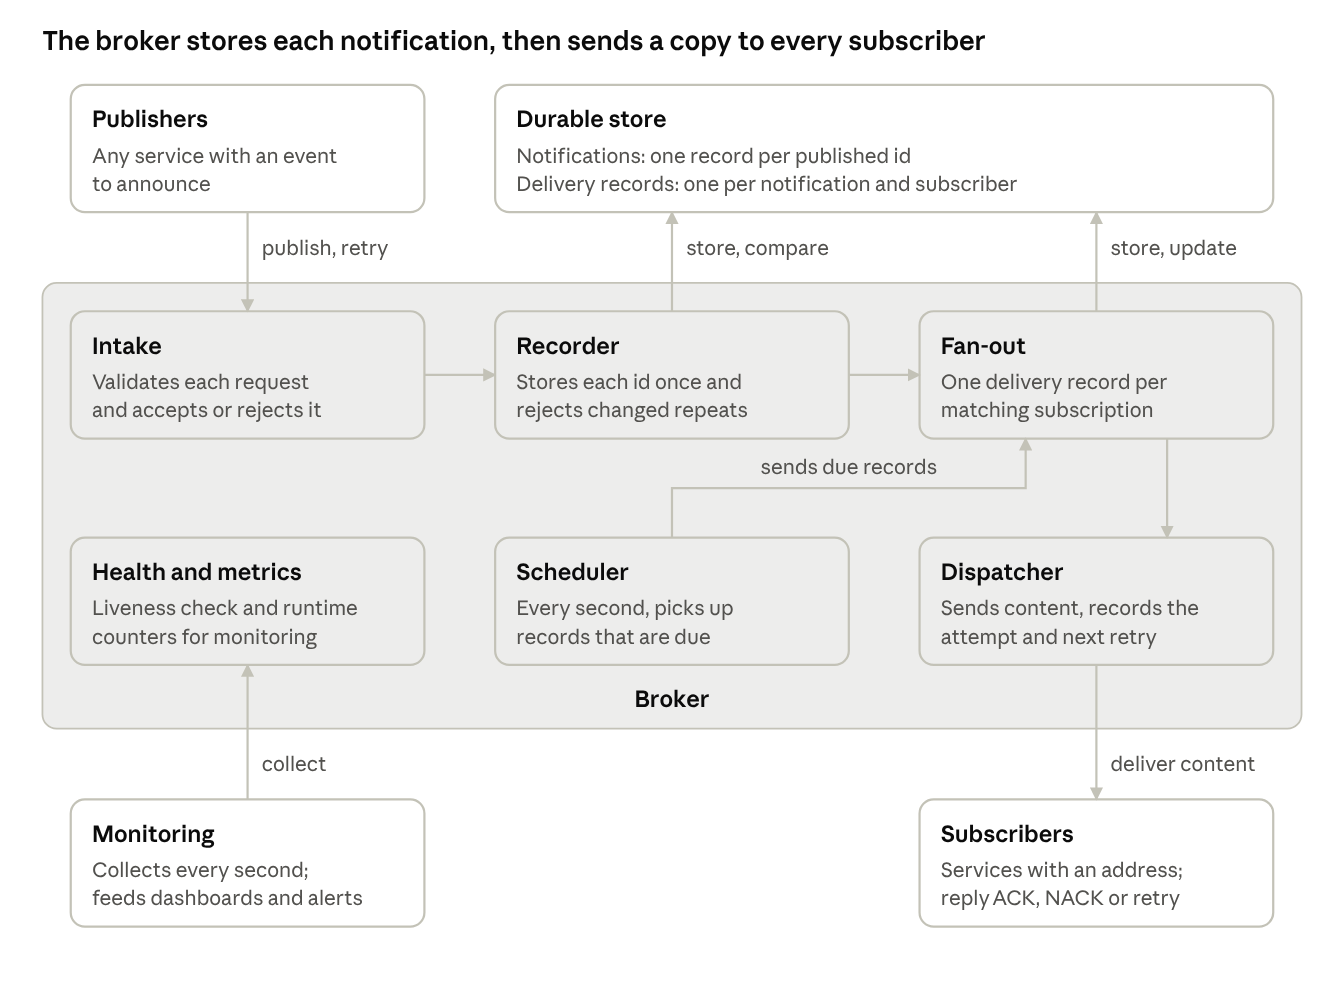 The broker stores each notification, then sends a copy to every subscriber
Publishers
Any service with an event
to announce
Durable store
Notifications: one record per published id
Delivery records: one per notification and subscriber
publish, retry
store, compare
store, update
Intake
Validates each request
and accepts or rejects it
Recorder
Stores each id once and
rejects changed repeats
Fan-out
One delivery record per
matching subscription
sends due records
Health and metrics
Liveness check and runtime
counters for monitoring
Scheduler
Every second, picks up
records that are due
Dispatcher
Sends content, records the
attempt and next retry
Broker
collect
deliver content
Monitoring
Collects every second;
feeds dashboards and alerts
Subscribers
Services with an address;
reply ACK, NACK or retry